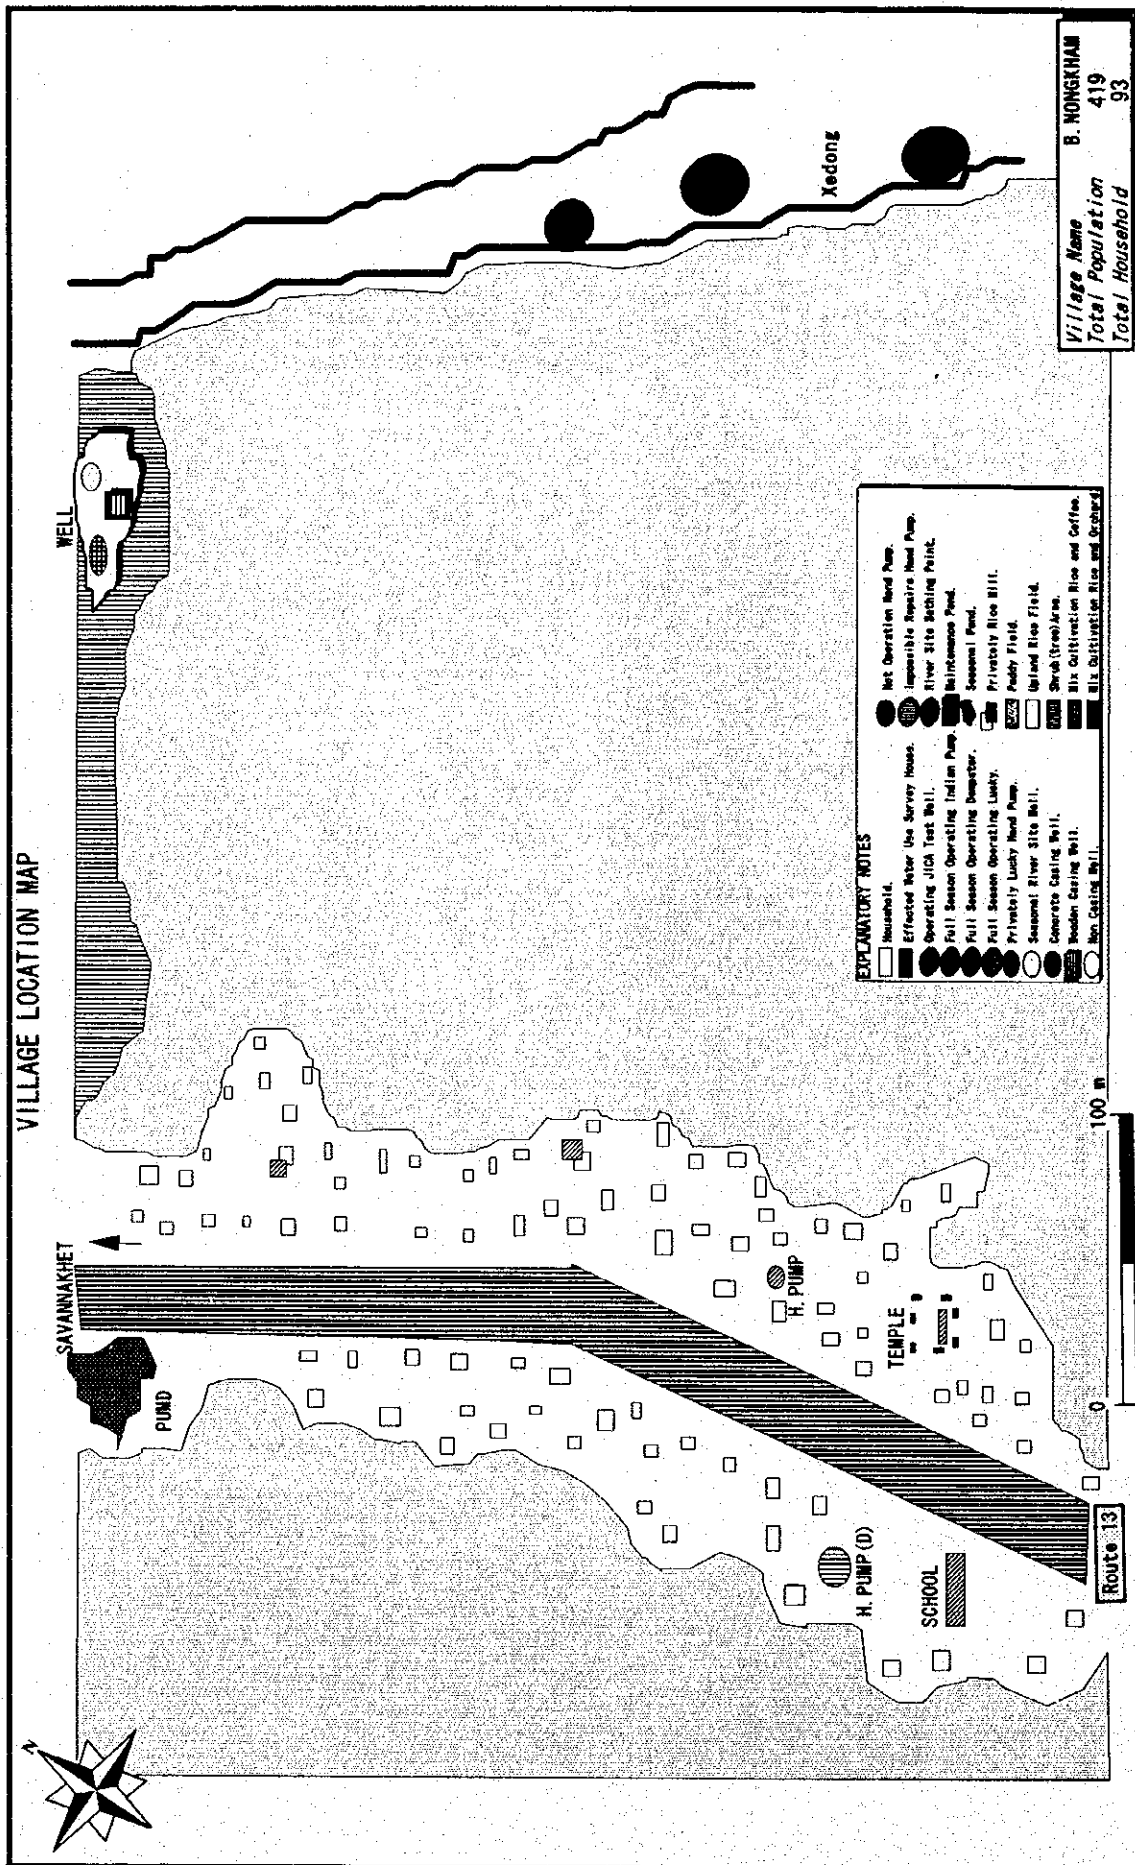 VILLAGE LOCATION MAP
N
SAVANNAKHET
PUND
WELL
Xedong
H. PUMP
TEMPLE
H. PUMP (D)
SCHOOL
Route 13
0 100 m
EXPLANATORY NOTES
Household.
Effected Water Use Survey House.
Operating JICA Test Well.
Full Season Operating Indian Pump.
Full Season Operating Dempster.
Full Season Operating Lucky.
Privately Lucky Hand Pump.
Seasonal River Site Well.
Concrete Casing Well.
Wooden Casing Well.
Non Casing Well.
Not Operation Hand Pump.
Impossible Repaire Hand Pump.
River Site Bathing Point.
Maintenance Pond.
Seasonal Pond.
Privately Rice Mill.
Paddy Field.
Upland Rice Field.
Shrub(tree)Area.
Mix Cultivation Rice and Coffee.
Mix Cultivation Rice and Orchard
Village Name B. NONGKHAM
Total Population 419
Total Household 93